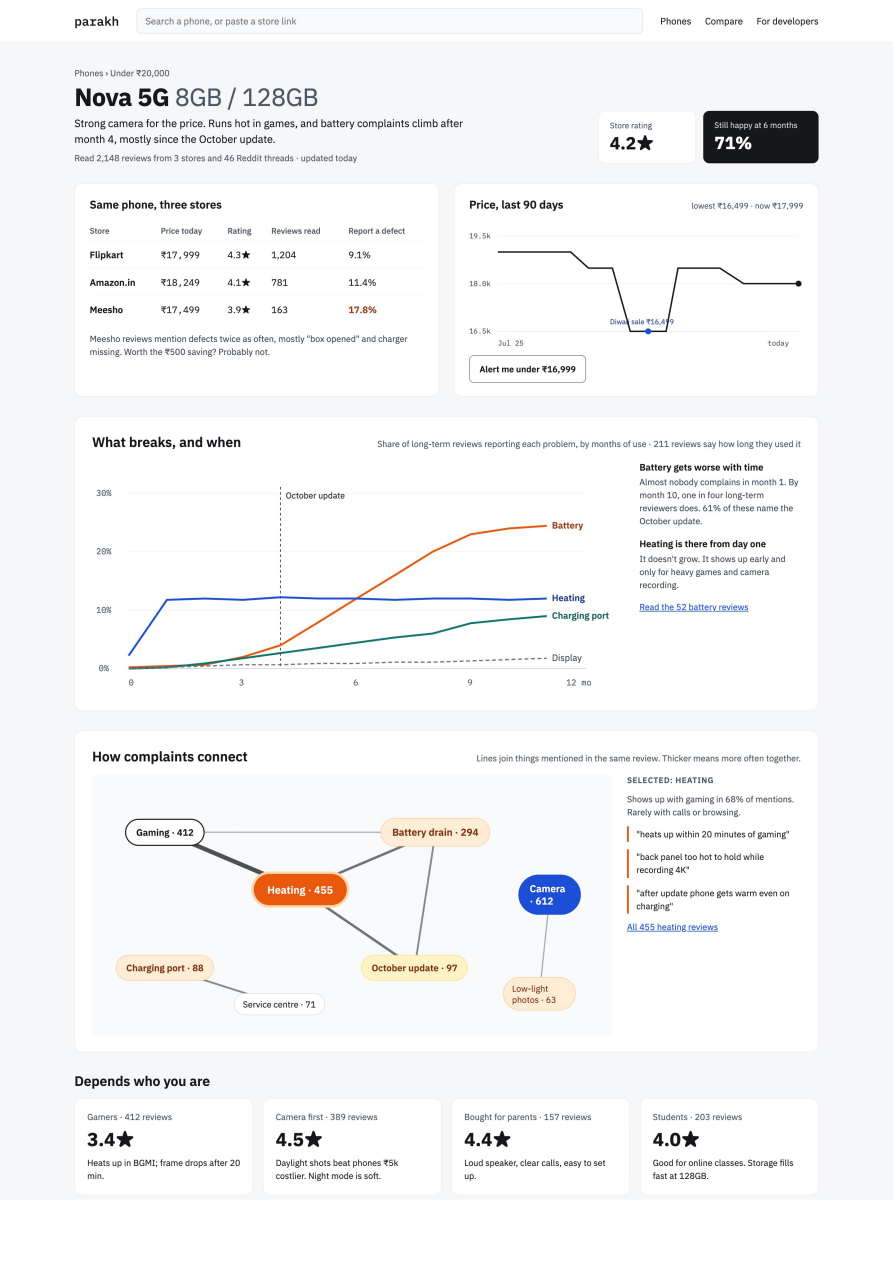 parakh
Search a phone, or paste a store link
Phones
Compare
For developers
Phones › Under ₹20,000
Nova 5G 8GB / 128GB
Strong camera for the price. Runs hot in games, and battery complaints climb after
month 4, mostly since the October update.
Read 2,148 reviews from 3 stores and 46 Reddit threads · updated today
Store rating
4.2★
Still happy at 6 months
71%
Same phone, three stores
Store Price today Rating Reviews read Report a defect
Flipkart ₹17,999 4.3★ 1,204 9.1%
Amazon.in ₹18,249 4.1★ 781 11.4%
Meesho ₹17,499 3.9★ 163 17.8%
Meesho reviews mention defects twice as often, mostly "box opened" and charger
missing. Worth the ₹500 saving? Probably not.
Price, last 90 days
lowest ₹16,499 · now ₹17,999
19.5k
18.0k
Diwali sale ₹16,499
16.5k
Jul 25
today
Alert me under ₹16,999
What breaks, and when
Share of long-term reviews reporting each problem, by months of use · 211 reviews say how long they used it
30%
20%
10%
0%
October update
Battery
Heating
Charging port
Display
0
3
6
9
12 mo
Battery gets worse with time
Almost nobody complains in month 1. By
month 10, one in four long-term
reviewers does. 61% of these name the
October update.
Heating is there from day one
It doesn't grow. It shows up early and
only for heavy games and camera
recording.
Read the 52 battery reviews
How complaints connect
Lines join things mentioned in the same review. Thicker means more often together.
Gaming · 412
Battery drain · 294
Heating · 455
Camera
· 612
Charging port · 88
October update · 97
Service centre · 71
Low-light
photos · 63
SELECTED: HEATING
Shows up with gaming in 68% of mentions.
Rarely with calls or browsing.
"heats up within 20 minutes of gaming"
"back panel too hot to hold while
recording 4K"
"after update phone gets warm even on
charging"
All 455 heating reviews
Depends who you are
Gamers · 412 reviews
3.4★
Heats up in BGMI; frame drops after 20
min.
Camera first · 389 reviews
4.5★
Daylight shots beat phones ₹5k
costlier. Night mode is soft.
Bought for parents · 157 reviews
4.4★
Loud speaker, clear calls, easy to set
up.
Students · 203 reviews
4.0★
Good for online classes. Storage fills
fast at 128GB.